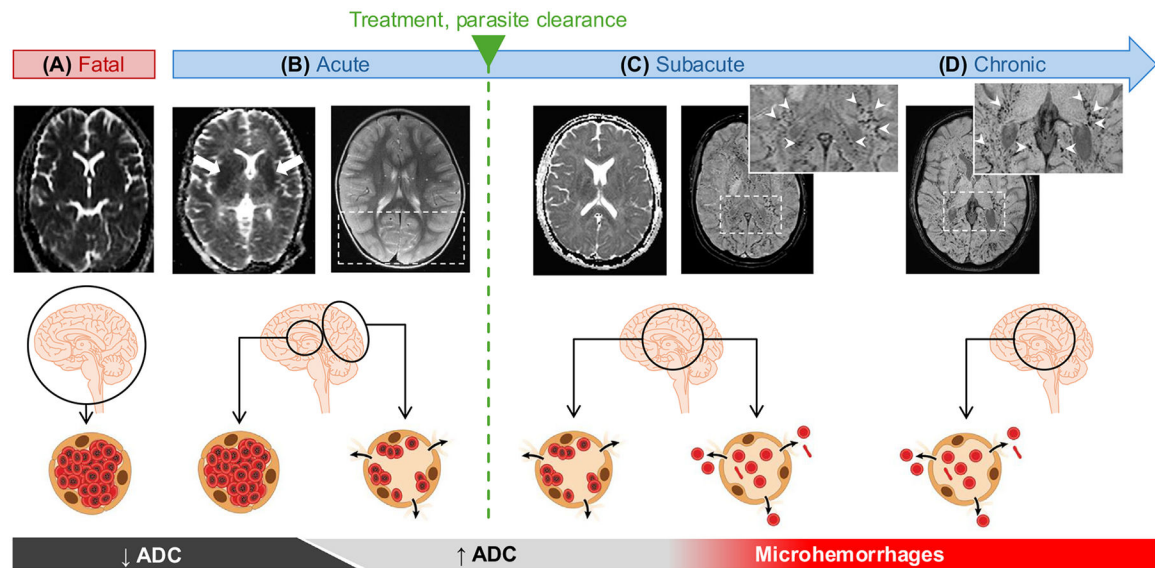 Treatment, parasite clearance
(A) Fatal
(B) Acute
(C) Subacute
(D) Chronic
↓ ADC
↑ ADC
Microhemorrhages